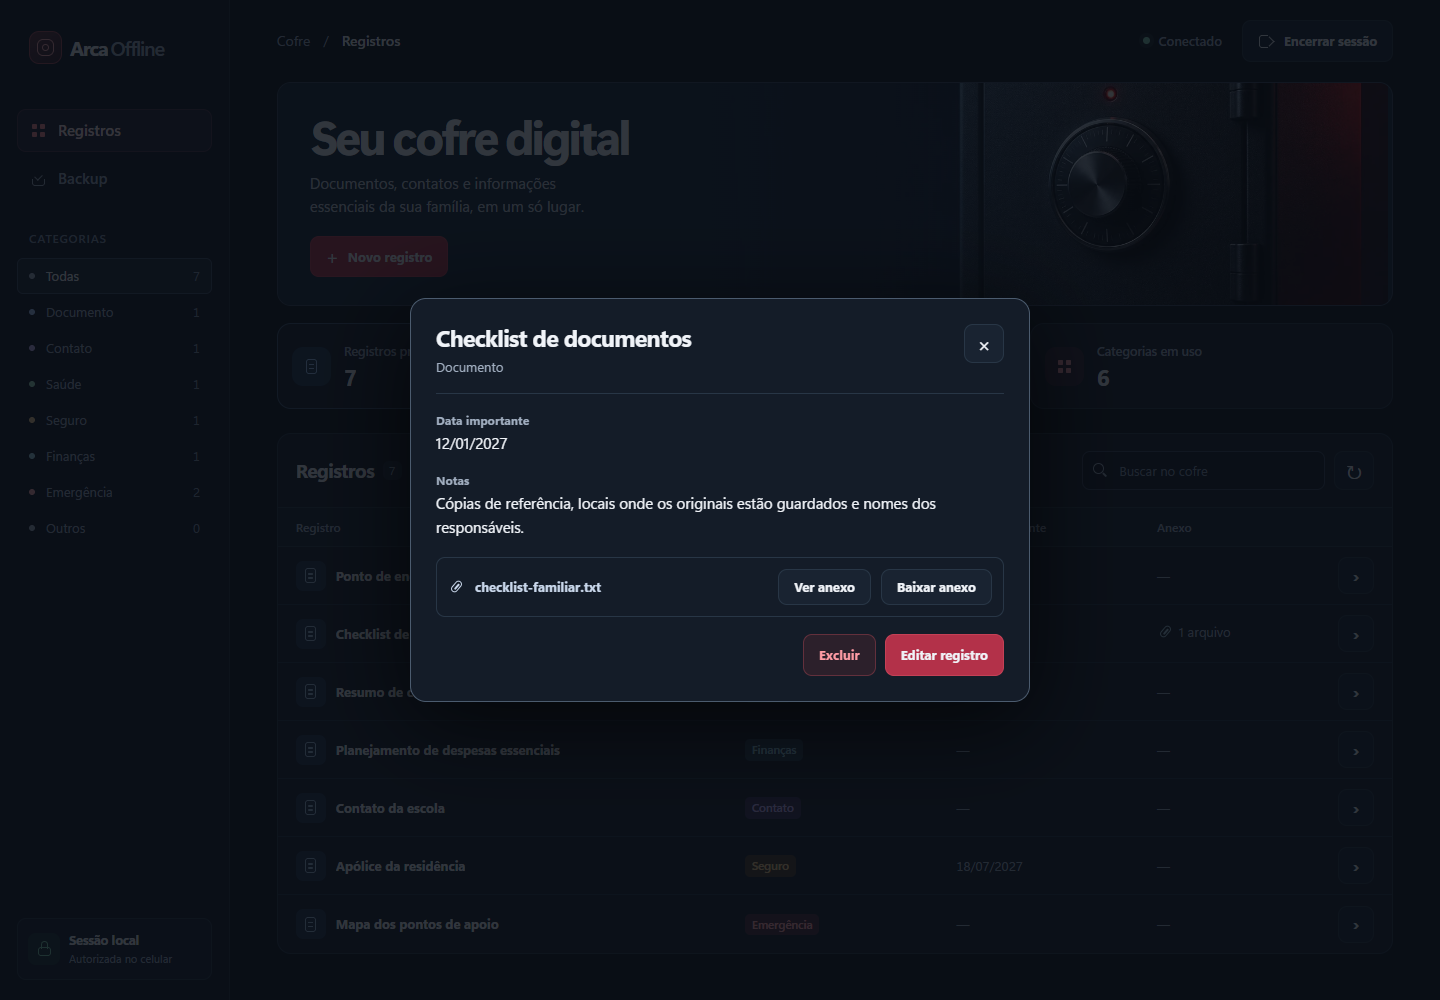 Arca Offline
Cofre / Registros
Conectado
Encerrar sessão
Registros
Backup
CATEGORIAS
Todas 7
Documento 1
Contato 1
Saúde 1
Seguro 1
Finanças 1
Emergência 2
Outros 0
Sessão local
Autorizada no celular
Seu cofre digital
Documentos, contatos e informações
essenciais da sua família, em um só lugar.
+ Novo registro
Registros
7
Categorias em uso
6
Registros 7
Buscar no cofre
Registro
Anexo
Ponto de
—
Checklist de
1 arquivo
Resumo de
—
Planejamento de despesas essenciais Finanças — —
Contato da escola Contato — —
Apólice da residência Seguro 18/07/2027 —
Mapa dos pontos de apoio Emergência — —
Checklist de documentos
×
Documento
Data importante
12/01/2027
Notas
Cópias de referência, locais onde os originais estão guardados e nomes dos
responsáveis.
checklist-familiar.txt
Ver anexo
Baixar anexo
Excluir
Editar registro